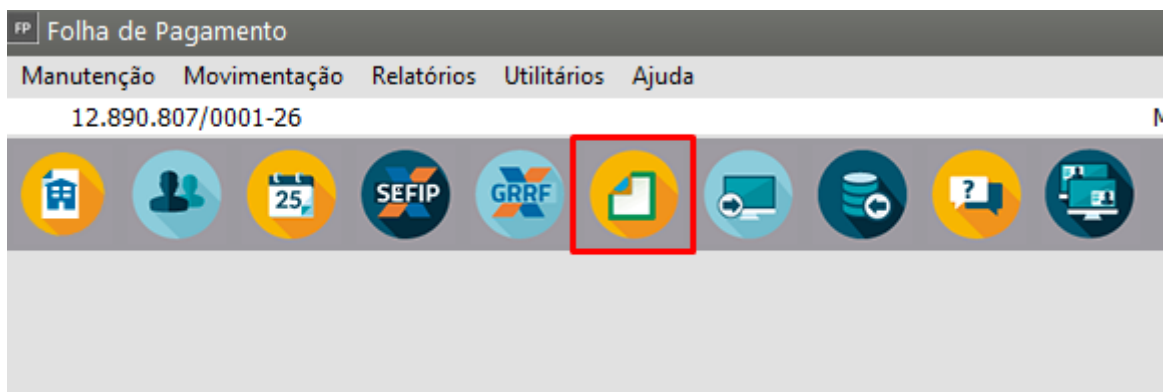 FP Folha de Pagamento
Manutenção Movimentação Relatórios Utilitários Ajuda
12.890.807/0001-26 M
25 SEFIP GRRF ?